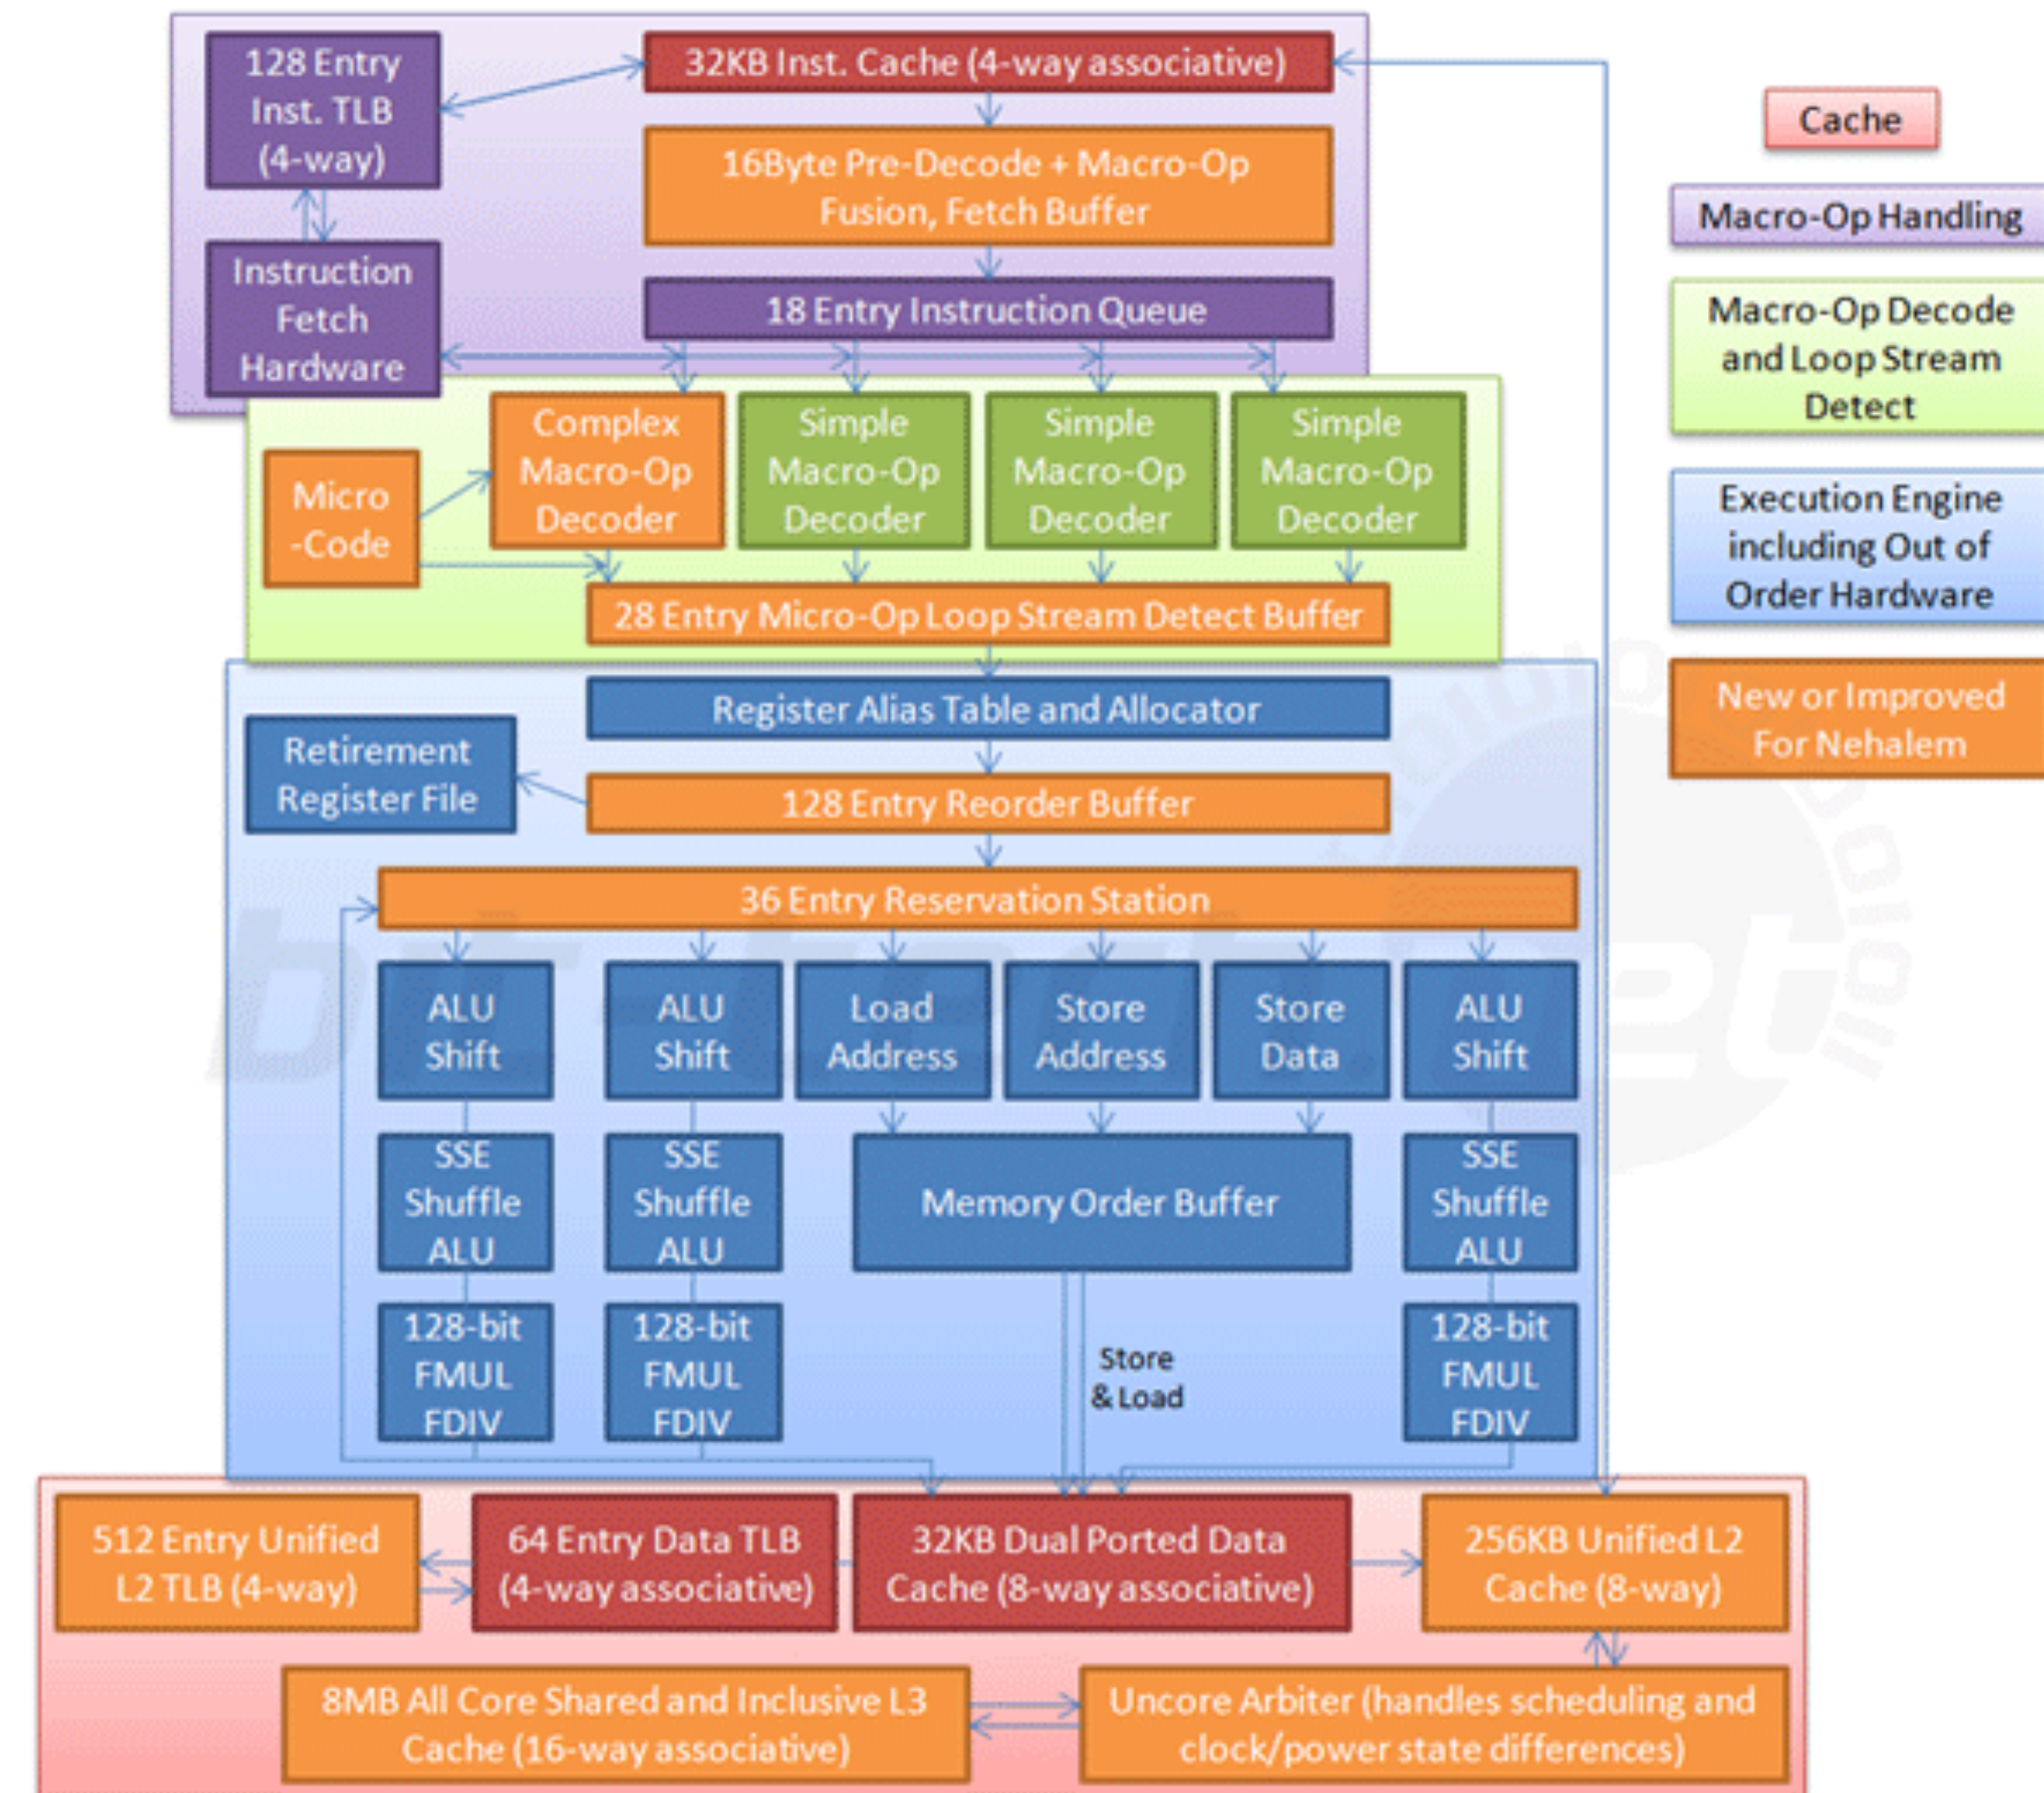 128 Entry
Inst. TLB
(4-way)
32KB Inst. Cache (4-way associative)
16Byte Pre-Decode + Macro-Op
Fusion, Fetch Buffer
Instruction
Fetch
Hardware
18 Entry Instruction Queue
Micro
-Code
Complex
Macro-Op
Decoder
Simple
Macro-Op
Decoder
Simple
Macro-Op
Decoder
Simple
Macro-Op
Decoder
28 Entry Micro-Op Loop Stream Detect Buffer
Register Alias Table and Allocator
Retirement
Register File
128 Entry Reorder Buffer
36 Entry Reservation Station
ALU
Shift
ALU
Shift
Load
Address
Store
Address
Store
Data
ALU
Shift
SSE
Shuffle
ALU
SSE
Shuffle
ALU
Memory Order Buffer
SSE
Shuffle
ALU
128-bit
FMUL
FDIV
128-bit
FMUL
FDIV
Store
& Load
128-bit
FMUL
FDIV
512 Entry Unified
L2 TLB (4-way)
64 Entry Data TLB
(4-way associative)
32KB Dual Ported Data
Cache (8-way associative)
256KB Unified L2
Cache (8-way)
8MB All Core Shared and Inclusive L3
Cache (16-way associative)
Uncore Arbiter (handles scheduling and
clock/power state differences)
Cache
Macro-Op Handling
Macro-Op Decode
and Loop Stream
Detect
Execution Engine
including Out of
Order Hardware
New or Improved
For Nehalem
bit-tech.net